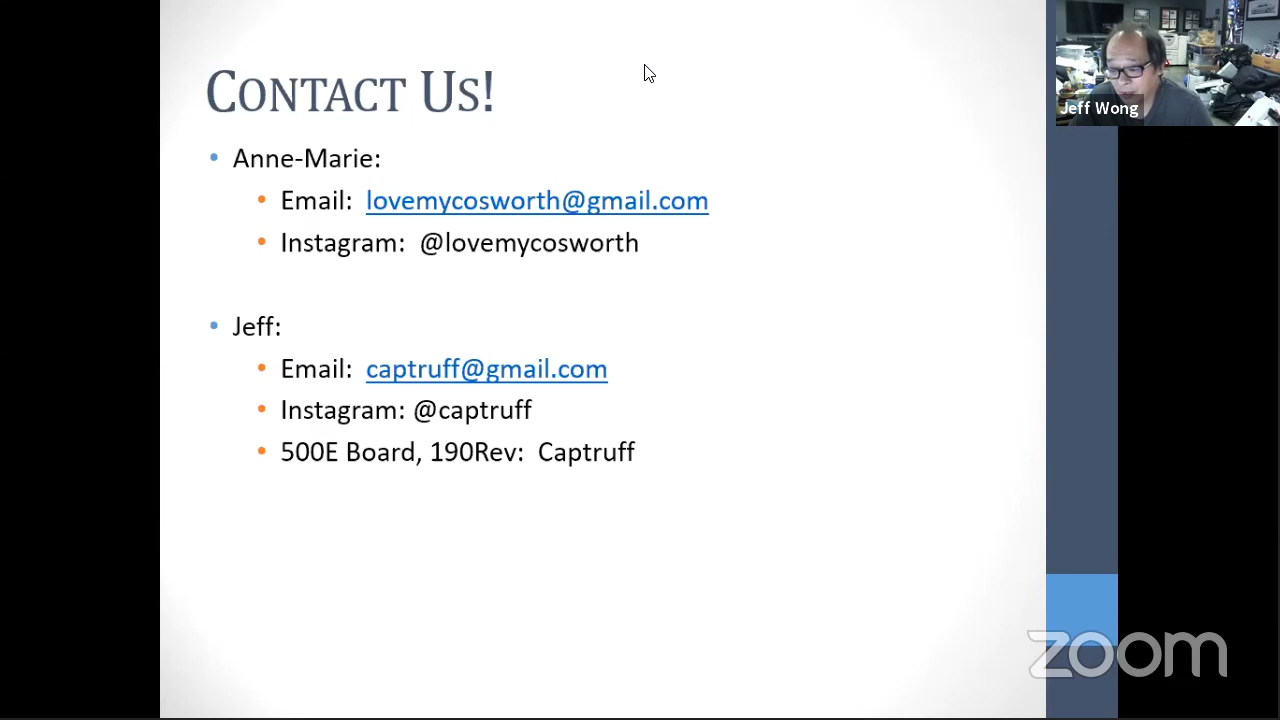 CONTACT US!
• Anne-Marie:
• Email: lovemycosworth@gmail.com
• Instagram: @lovemycosworth
• Jeff:
• Email: captruff@gmail.com
• Instagram: @captruff
• 500E Board, 190Rev: Captruff
Jeff Wong
zoom